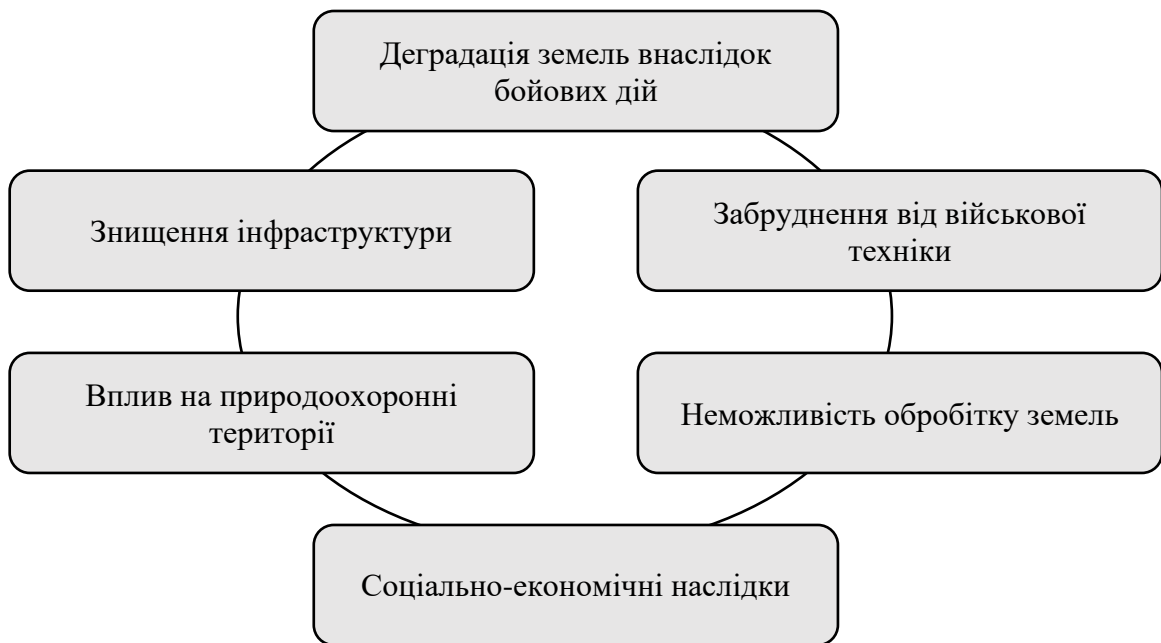 Деградація земель внаслідок
бойових дій
Знищення інфраструктури
Забруднення від військової
техніки
Вплив на природоохоронні
території
Неможливість обробітку земель
Соціально-економічні наслідки